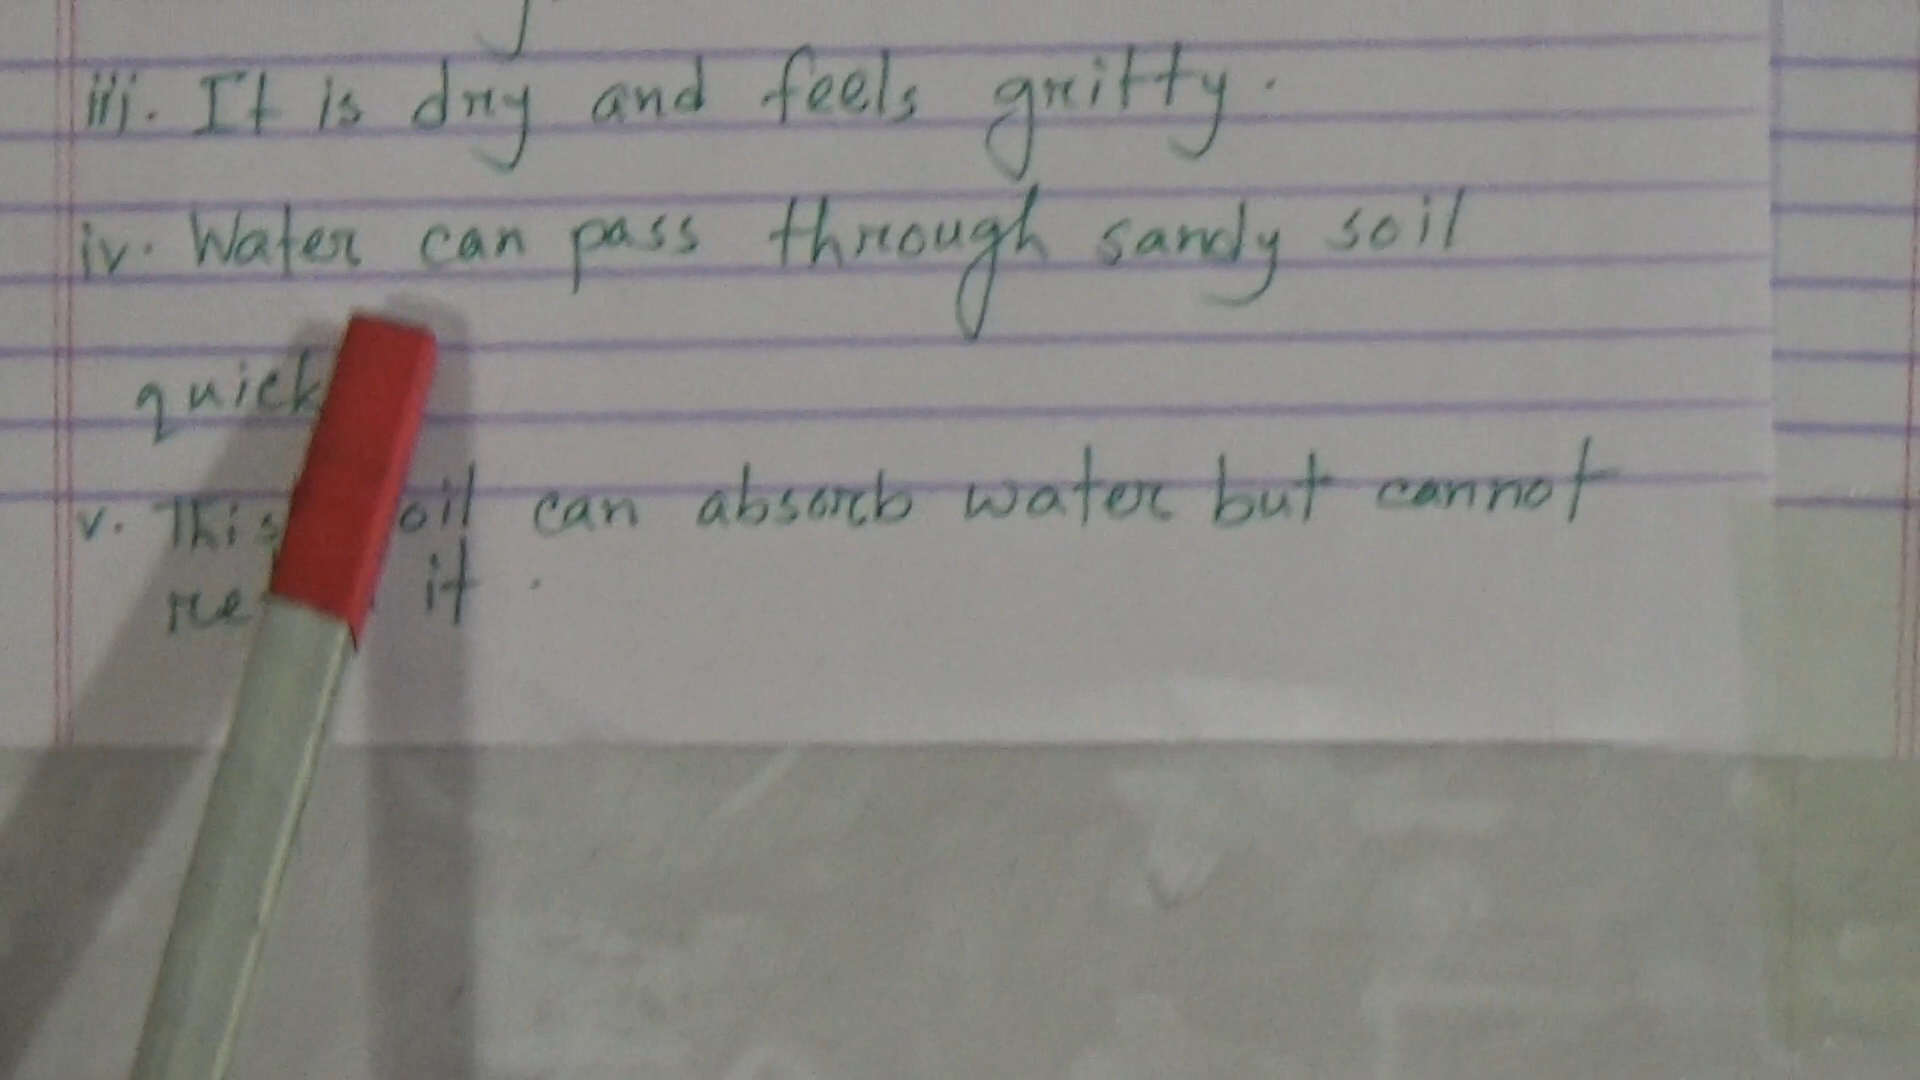 iii. It is dry and feels gritty.
iv. Water can pass through sandy soil
quick
v. This oil can absorb water but cannot
re it.